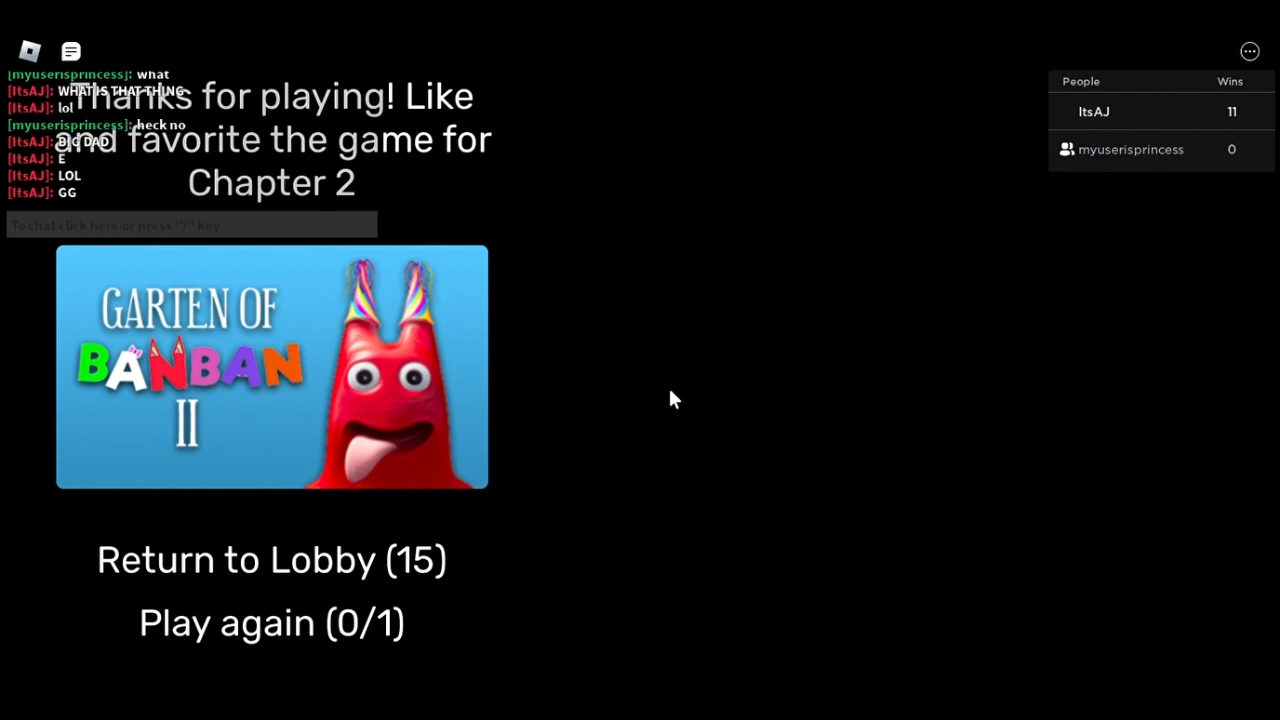 [myuserisprincess]: what
[ItsAJ]: WHAT IS THAT THING
[ItsAJ]: lol
[myuserisprincess]: heck no
[ItsAJ]: BIG DAD
[ItsAJ]: E
[ItsAJ]: LOL
[ItsAJ]: GG
Thanks for playing! Like
and favorite the game for
Chapter 2
To chat click here or press "/" key
GARTEN OF
BANBAN
II
Return to Lobby (15)
Play again (0/1)
People Wins
ItsAJ 11
myuserisprincess 0